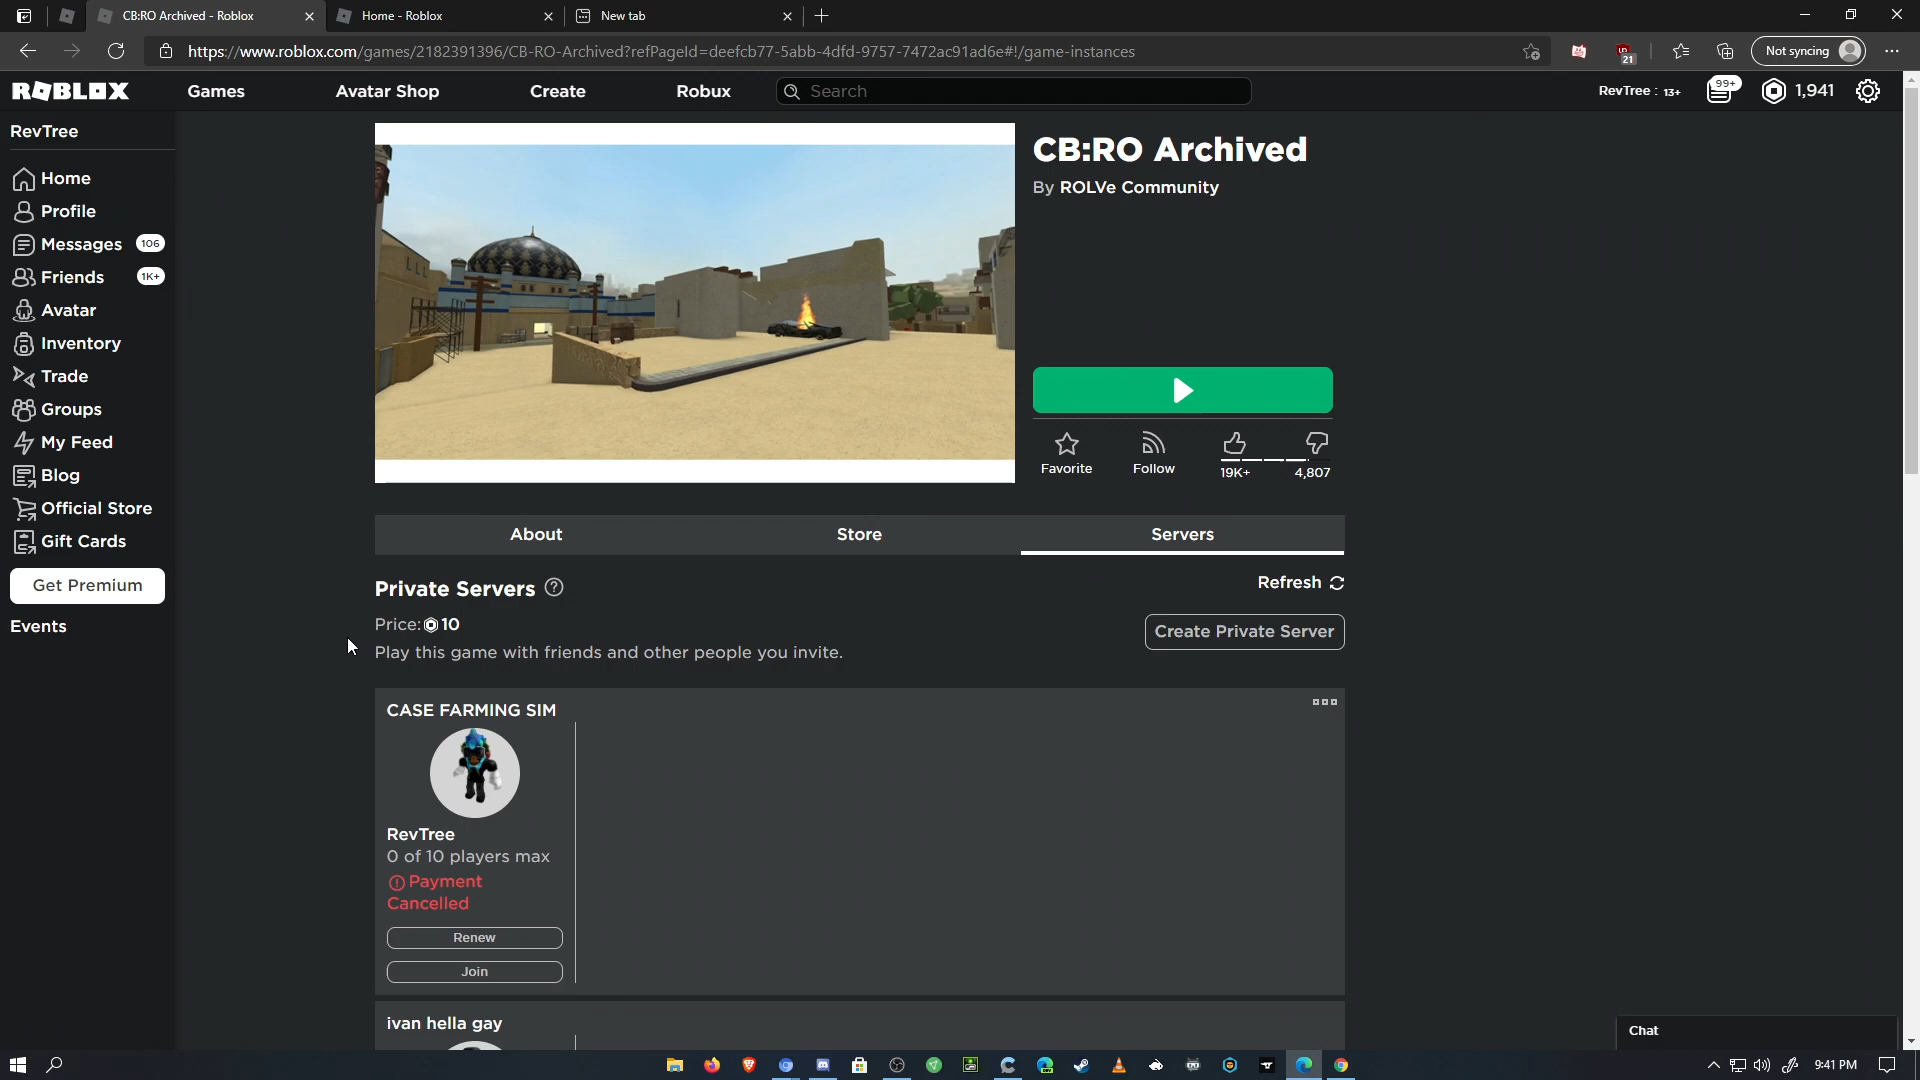 CB:RO Archived - Roblox
Home - Roblox
New tab
https://www.roblox.com/games/2182391396/CB-RO-Archived?refPageId=deefcb77-5abb-4dfd-9757-7472ac91ad6e#!/game-instances
21
Not syncing
ROBLOX
Games
Avatar Shop
Create
Robux
Search
RevTree : 13+
99+
1,941
RevTree
Home
Profile
Messages 106
Friends 1K+
Avatar
Inventory
Trade
Groups
My Feed
Blog
Official Store
Gift Cards
Get Premium
Events
CB:RO Archived
By ROLVe Community
Favorite
Follow
19K+
4,807
About
Store
Servers
Private Servers
Refresh
Price: 10
Create Private Server
Play this game with friends and other people you invite.
CASE FARMING SIM
RevTree
0 of 10 players max
Payment
Cancelled
Renew
Join
ivan hella gay
Chat
9:41 PM